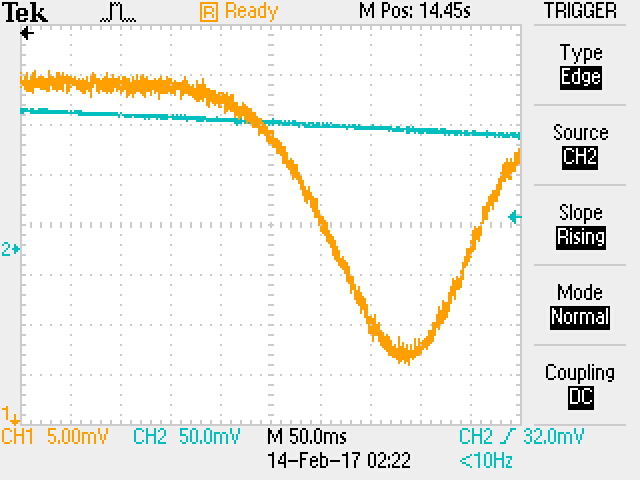 Tek
R Ready
M Pos: 14.45s
TRIGGER
Type
Edge
Source
CH2
Slope
Rising
Mode
Normal
Coupling
DC
2
1
CH1 5.00mV
CH2 50.0mV
M 50.0ms
CH2 32.0mV
14-Feb-17 02:22
<10Hz